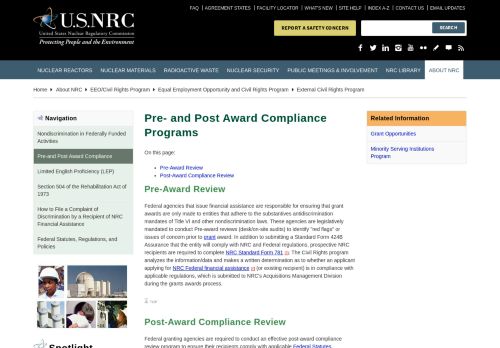 FAQ | AGREEMENT STATES | FACILITY LOCATOR | WHAT'S NEW | SITE HELP | INDEX A-Z | CONTACT US | EMAIL UPDATES
U.S.NRC
United States Nuclear Regulatory Commission
Protecting People and the Environment
REPORT A SAFETY CONCERN
SEARCH
NUCLEAR REACTORS NUCLEAR MATERIALS RADIOACTIVE WASTE NUCLEAR SECURITY PUBLIC MEETINGS & INVOLVEMENT NRC LIBRARY ABOUT NRC
Home About NRC EEO/Civil Rights Program Equal Employment Opportunity and Civil Rights Program External Civil Rights Program
Navigation
Nondiscrimination in Federally Funded
Activities
Pre-and Post Award Compliance
Limited English Proficiency (LEP)
Section 504 of the Rehabilitation Act of
1973
How to File a Complaint of
Discrimination by a Recipient of NRC
Financial Assistance
Federal Statutes, Regulations, and
Policies
Spotlight
Pre- and Post Award Compliance
Programs
On this page:
Pre-Award Review
Post-Award Compliance Review
Pre-Award Review
Federal agencies that issue financial assistance are responsible for ensuring that grant
awards are only made to entities that adhere to the substantives antidiscrimination
mandates of Title VI and other nondiscrimination laws. These agencies are legislatively
mandated to conduct Pre-award reviews (desk/on-site audits) to identify "red flags" or
issues of concern prior to grant award. In addition to submitting a Standard Form 424B
Assurance that the entity will comply with NRC and Federal regulations, prospective NRC
recipients are required to complete NRC Standard Form 781. The Civil Rights program
analyzes the information/data and makes a written determination as to whether an applicant
applying for NRC Federal financial assistance (or existing recipient) is in compliance with
applicable regulations, which is submitted to NRC's Acquisitions Management Division
during the grants awards process.
TOP
Post-Award Compliance Review
Federal granting agencies are required to conduct an effective post-award compliance
review program to ensure their recipients comply with applicable Federal Statutes,
Related Information
Grant Opportunities
Minority Serving Institutions
Program